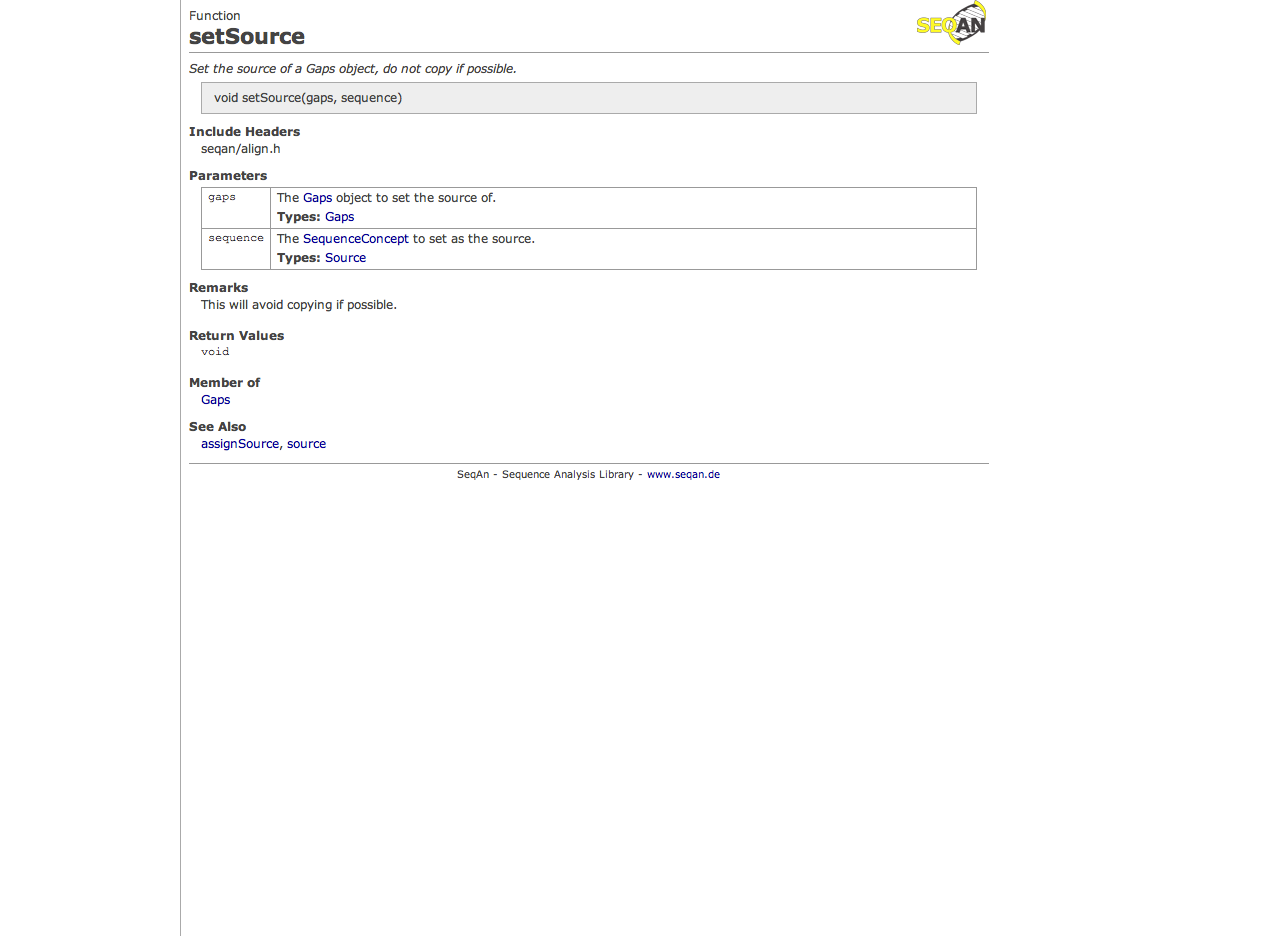 Function
setSource
SEQAN
Set the source of a Gaps object, do not copy if possible.
void setSource(gaps, sequence)
Include Headers
seqan/align.h
Parameters
gaps
The Gaps object to set the source of.
Types: Gaps
sequence
The SequenceConcept to set as the source.
Types: Source
Remarks
This will avoid copying if possible.
Return Values
void
Member of
Gaps
See Also
assignSource, source
SeqAn - Sequence Analysis Library - www.seqan.de